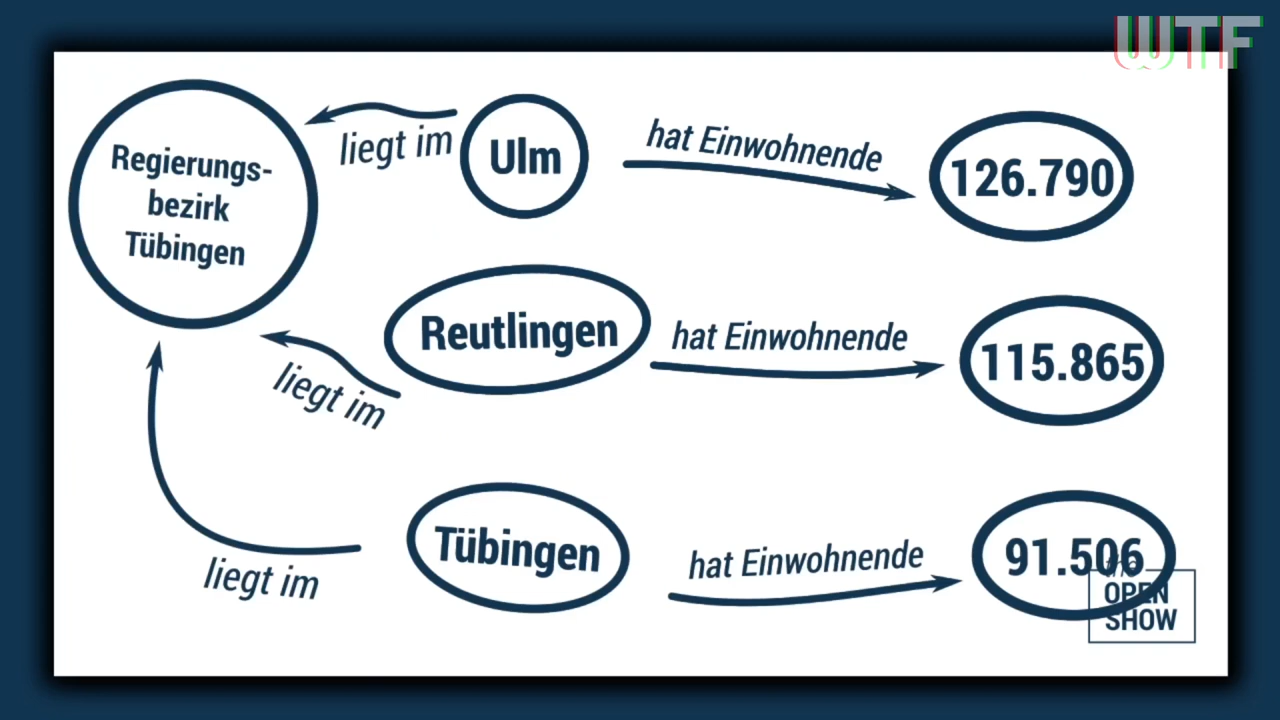 WTF
Regierungs-
bezirk
Tübingen
liegt im
Ulm
hat Einwohnende
126.790
liegt im
Reutlingen
hat Einwohnende
115.865
liegt im
Tübingen
hat Einwohnende
91.506
the
OPEN
SHOW